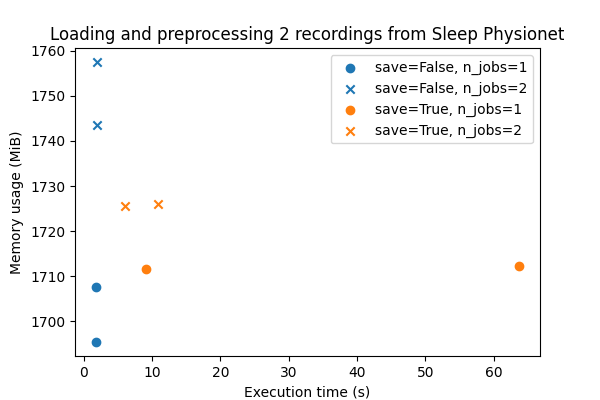 Loading and preprocessing 2 recordings from Sleep Physionet
save=False, n_jobs=1
save=False, n_jobs=2
save=True, n_jobs=1
save=True, n_jobs=2
Memory usage (MiB)
1760
1750
1740
1730
1720
1710
1700
0 10 20 30 40 50 60
Execution time (s)